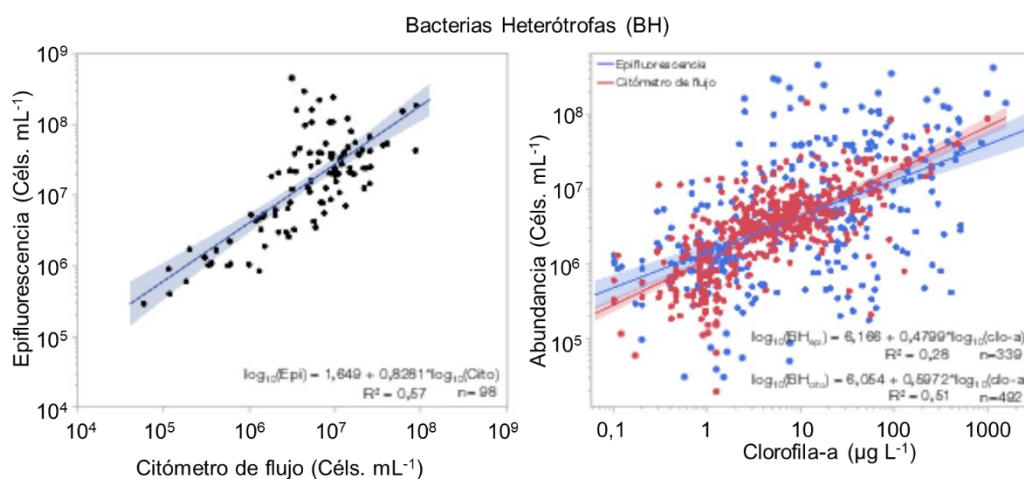 Bacterias Heterótrofas (BH)
Epifluorescencia (Céls. mL⁻¹)
10⁹
10⁸
10⁷
10⁶
10⁵
10⁴
log₁₀(Epi) = 1,649 + 0,8281*log₁₀(Cito)
R² = 0,57 n= 98
10⁴ 10⁵ 10⁶ 10⁷ 10⁸ 10⁹
Citómetro de flujo (Céls. mL⁻¹)
Abundancia (Céls. mL⁻¹)
10⁸
10⁷
10⁶
10⁵
Epifluorescencia
Citómetro de flujo
log₁₀(BHₑₚᵢ) = 6,166 + 0,4799*log₁₀(clo-a)
R² = 0,28 n=339
log₁₀(BH) = 6,054 + 0,5972*log₁₀(clo-a
R² = 0,51 n=492
0,1 1 10 100 1000
Clorofila-a (µg L⁻¹)